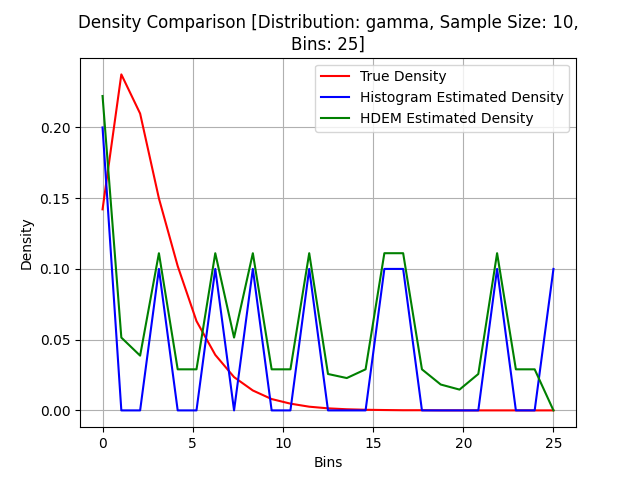 Density Comparison [Distribution: gamma, Sample Size: 10,
Bins: 25]
True Density
Histogram Estimated Density
HDEM Estimated Density
Density
0.20
0.15
0.10
0.05
0.00
0 5 10 15 20 25
Bins